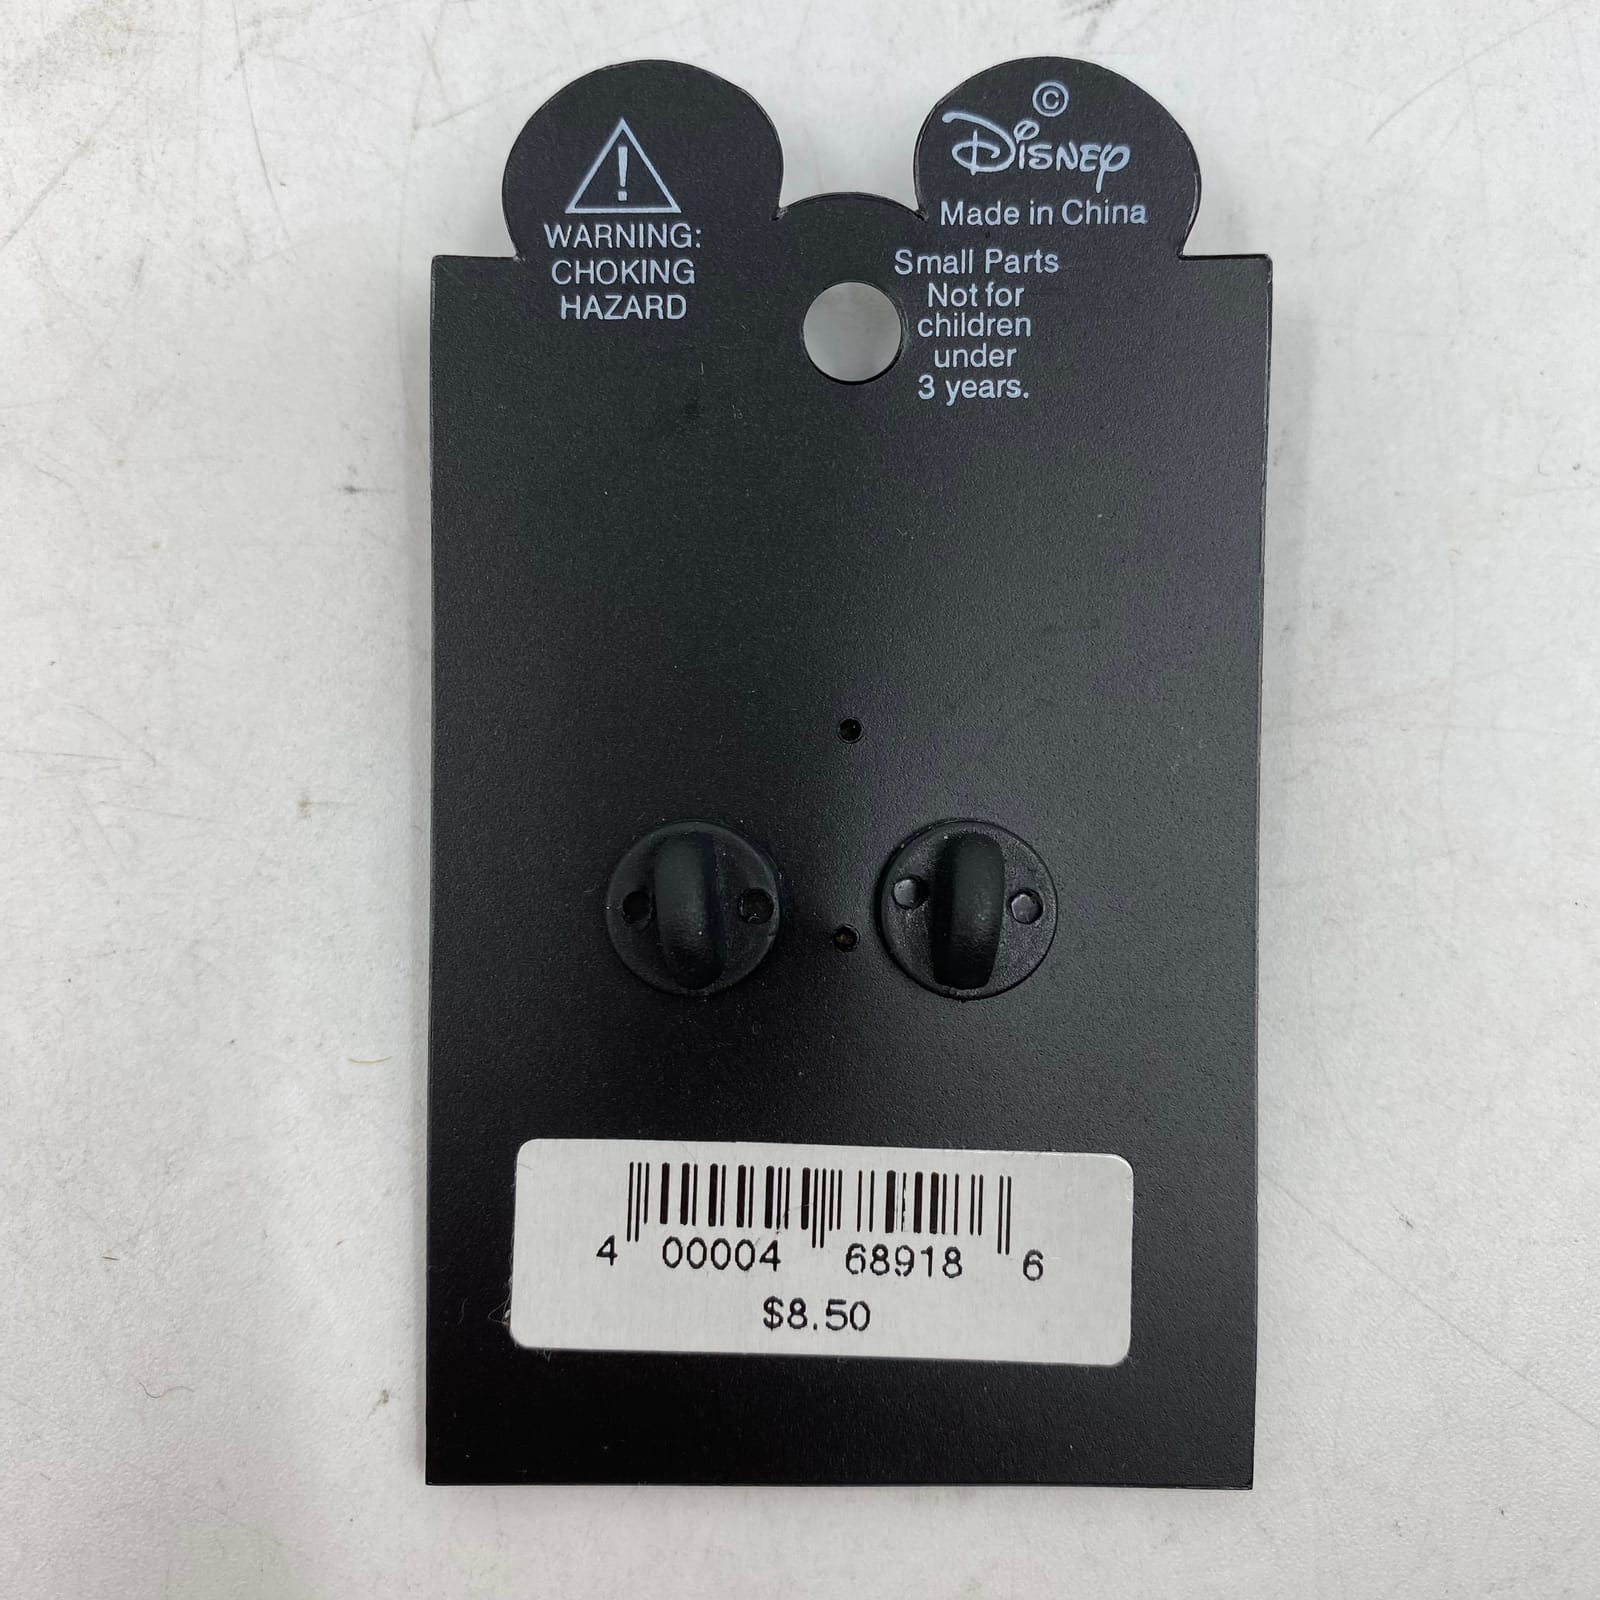 WARNING:
CHOKING
HAZARD
©
Disney
Made in China
Small Parts
Not for
children
under
3 years.
4 00004 68918 6
$8.50